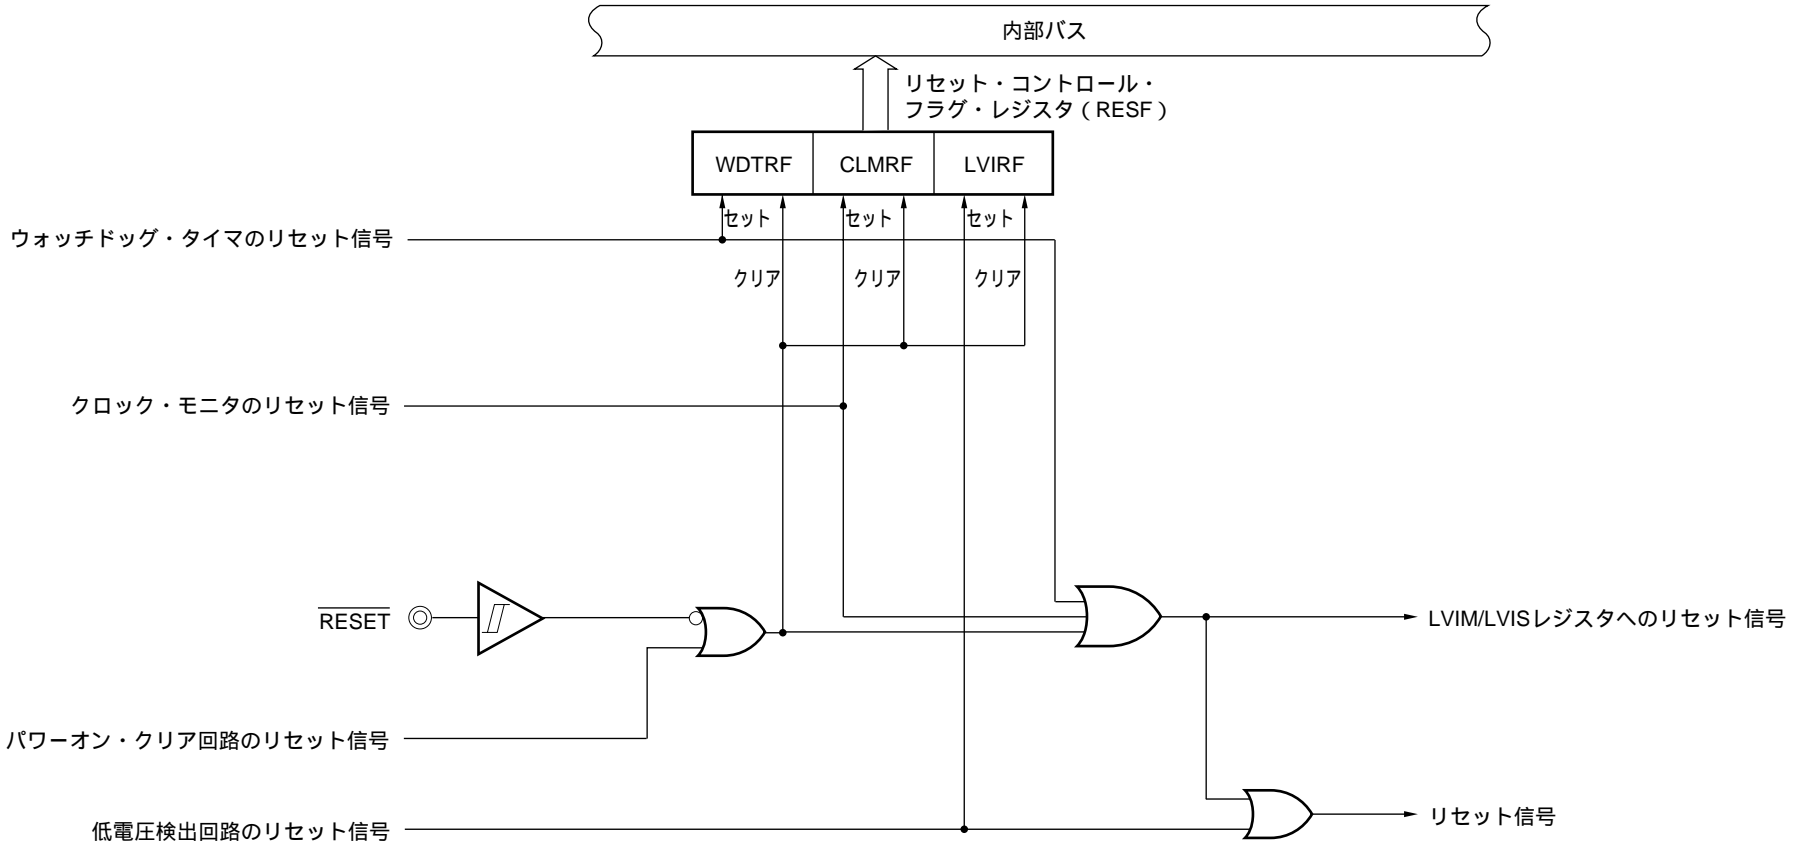 内部バス
リセット・コントロール・
フラグ・レジスタ（RESF）
WDTRF
CLMRF
LVIRF
セット
セット
セット
ウォッチドッグ・タイマのリセット信号
クリア
クリア
クリア
クロック・モニタのリセット信号
RESET
LVIM/LVISレジスタへのリセット信号
パワーオン・クリア回路のリセット信号
リセット信号
低電圧検出回路のリセット信号